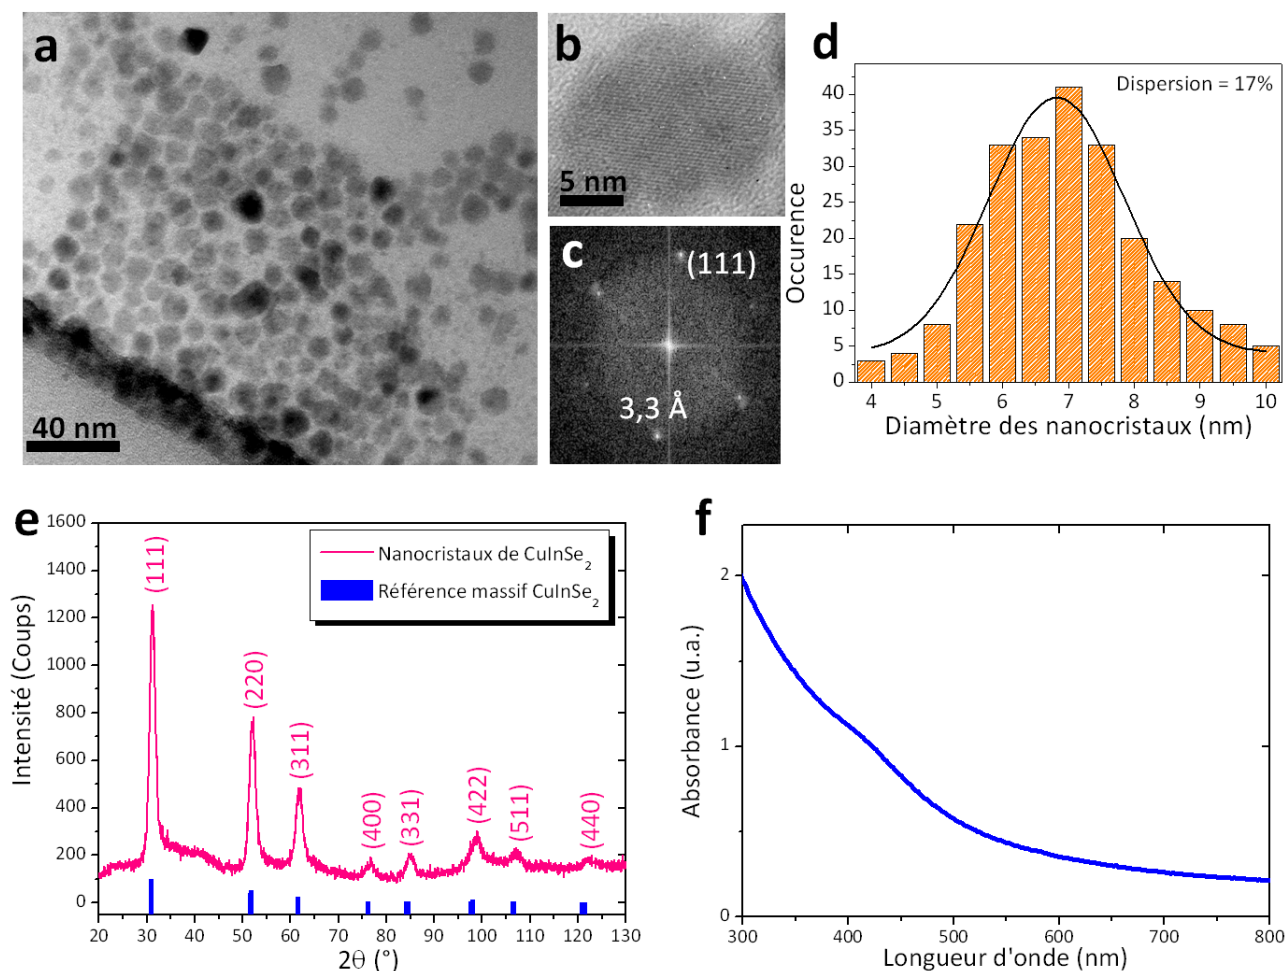 a
40 nm
b
5 nm
c
(111)
3,3 Å
d
Dispersion = 17%
Occurence
40
35
30
25
20
15
10
5
0
4 5 6 7 8 9 10
Diamètre des nanocristaux (nm)
e
Intensité (Coups)
1600
1400
1200
1000
800
600
400
200
0
Nanocristaux de CuInSe₂
Référence massif CuInSe₂
(111)
(220)
(311)
(400)
(331)
(422)
(511)
(440)
20 30 40 50 60 70 80 90 100 110 120 130
2θ (°)
f
Absorbance (u.a.)
2
1
0
300 400 500 600 700 800
Longueur d'onde (nm)